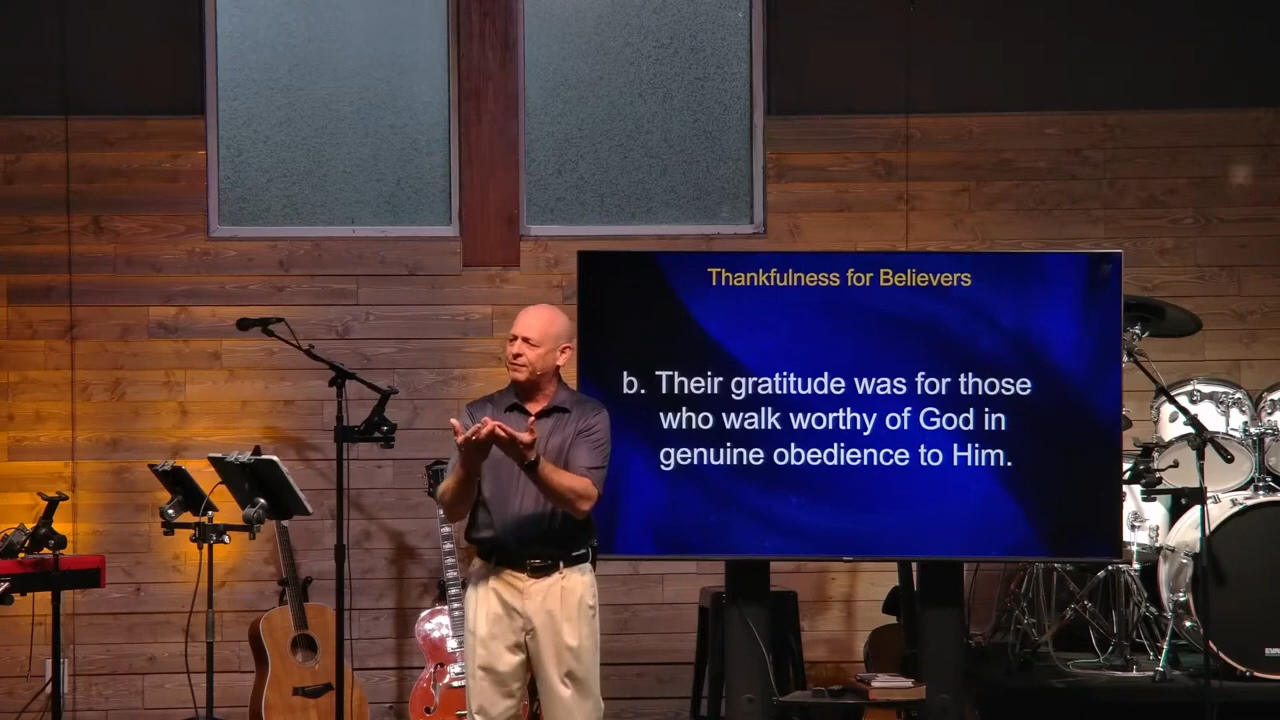 Thankfulness for Believers
b. Their gratitude was for those
who walk worthy of God in
genuine obedience to Him.